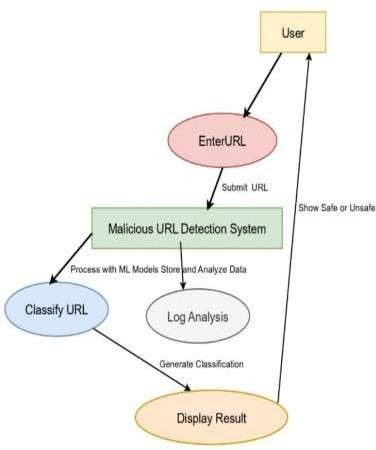 User
EnterURL
Submit URL
Show Safe or Unsafe
Malicious URL Detection System
Process with ML Models Store and Analyze Data
Classify URL
Log Analysis
Generate Classification
Display Result